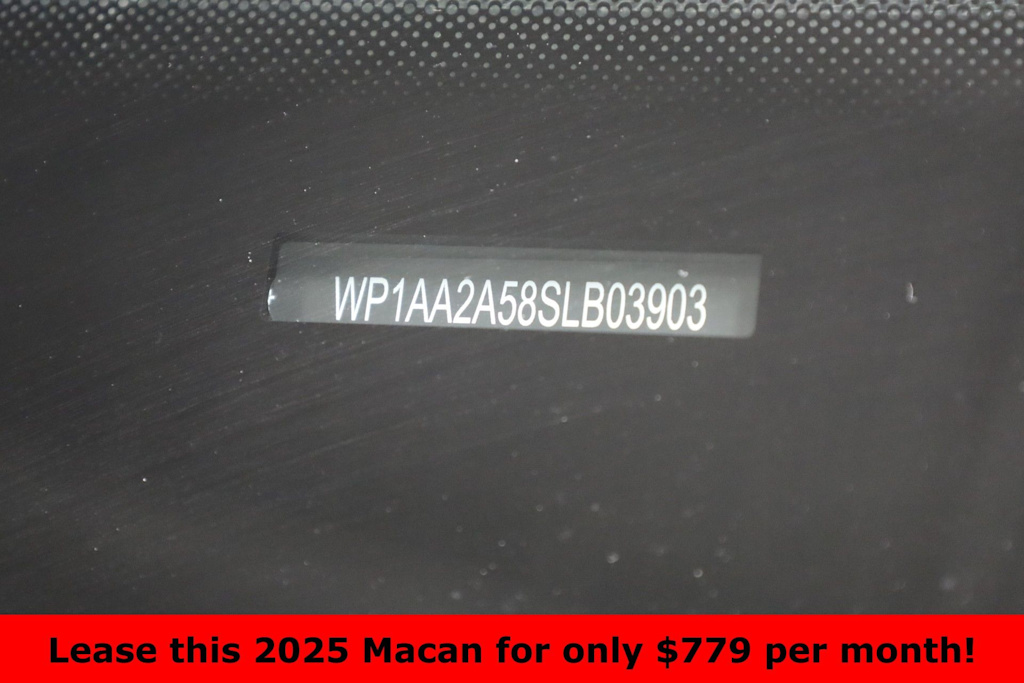 WP1AA2A58SLB03903
Lease this 2025 Macan for only $779 per month!